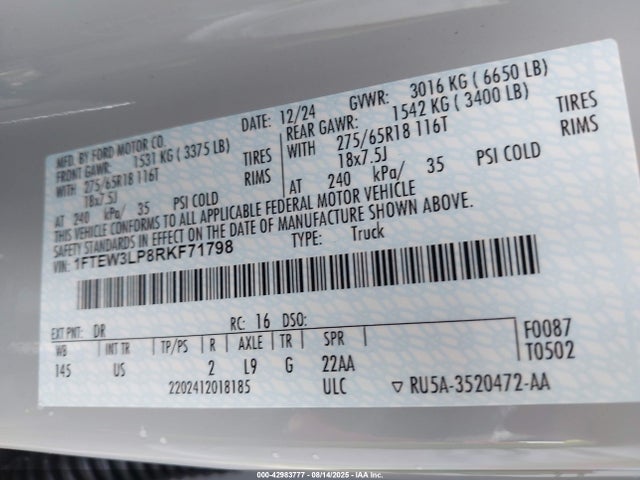 MFD. BY FORD MOTOR CO. DATE: 12/24 GVWR: 3016 KG ( 6650 LB)
FRONT GAWR: 1531 KG ( 3375 LB) REAR GAWR: 1542 KG ( 3400 LB)
WITH 275/65R18 116T TIRES WITH 275/65R18 116T TIRES
18x7.5J RIMS 18x7.5J RIMS
AT 240 kPa/ 35 PSI COLD AT 240 kPa/ 35 PSI COLD
THIS VEHICLE CONFORMS TO ALL APPLICABLE FEDERAL MOTOR VEHICLE
SAFETY STANDARDS IN EFFECT ON THE DATE OF MANUFACTURE SHOWN ABOVE.
VIN: 1FTEW3LP8RKF71798 TYPE: Truck
EXT PNT: DR RC: 16 DSO: F0087
WB INT TR TP/PS R AXLE TR SPR T0502
145 US 2 L9 G 22AA
2202412018185 ULC ▽ RU5A-3520472-AA
000-42983777 - 08/14/2025 - IAA Inc.